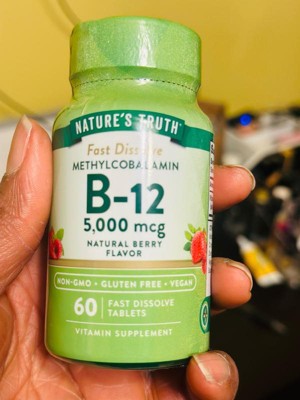 NATURE'S TRUTH
Fast Dissolve
METHYLCOBALAMIN
B-12
5,000 mcg
NATURAL BERRY
FLAVOR
NON-GMO • GLUTEN FREE • VEGAN
60 FAST DISSOLVE
TABLETS
VITAMIN SUPPLEMENT